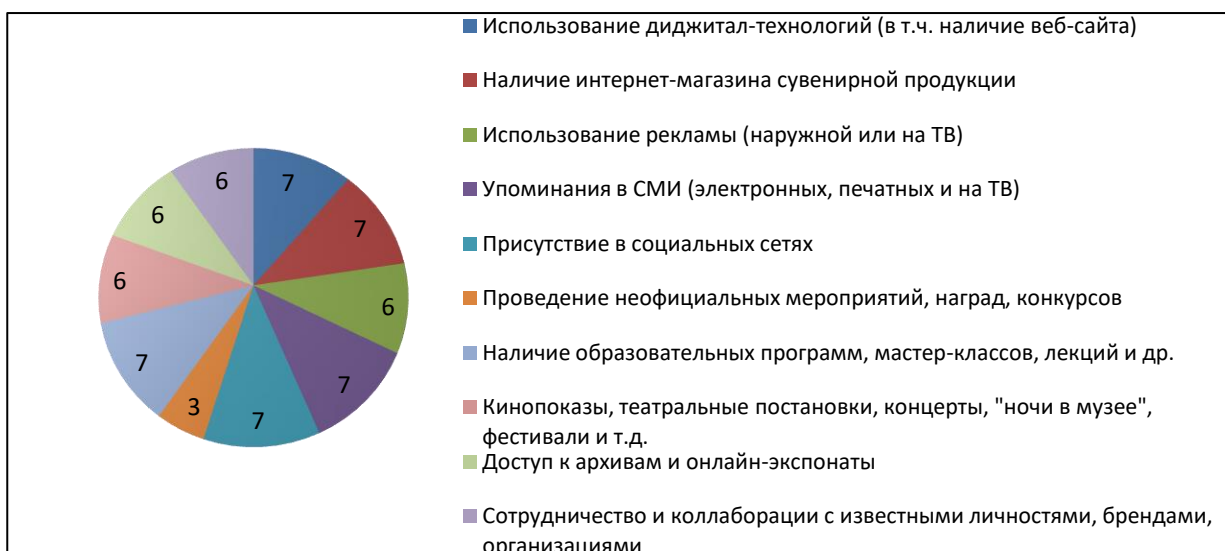 Использование диджитал-технологий (в т.ч. наличие веб-сайта)
Наличие интернет-магазина сувенирной продукции
Использование рекламы (наружной или на ТВ)
Упоминания в СМИ (электронных, печатных и на ТВ)
Присутствие в социальных сетях
Проведение неофициальных мероприятий, наград, конкурсов
Наличие образовательных программ, мастер-классов, лекций и др.
Кинопоказы, театральные постановки, концерты, "ночи в музее",
фестивали и т.д.
Доступ к архивам и онлайн-экспонаты
Сотрудничество и коллаборации с известными личностями, брендами,
организациями
7
7
6
7
7
3
7
6
6
6